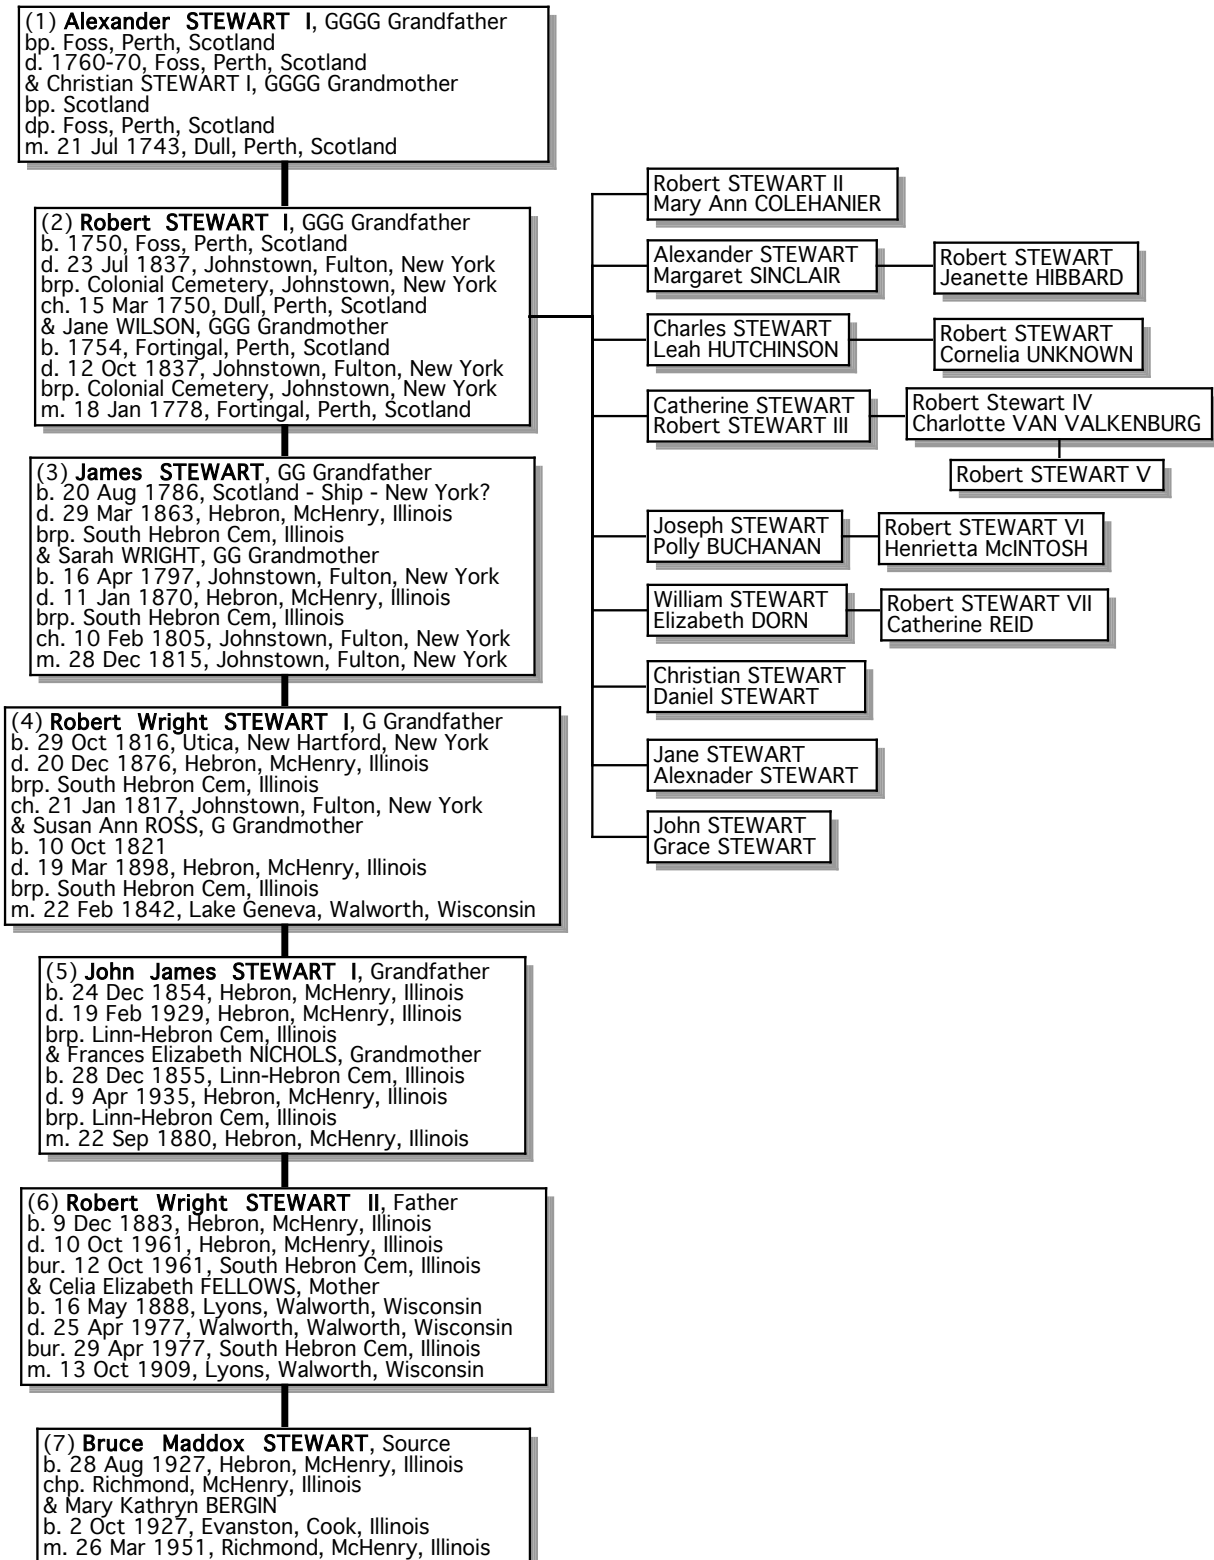 (1) Alexander STEWART I, GGGG Grandfather
bp. Foss, Perth, Scotland
d. 1760-70, Foss, Perth, Scotland
& Christian STEWART I, GGGG Grandmother
bp. Scotland
dp. Foss, Perth, Scotland
m. 21 Jul 1743, Dull, Perth, Scotland
(2) Robert STEWART I, GGG Grandfather
b. 1750, Foss, Perth, Scotland
d. 23 Jul 1837, Johnstown, Fulton, New York
brp. Colonial Cemetery, Johnstown, New York
ch. 15 Mar 1750, Dull, Perth, Scotland
& Jane WILSON, GGG Grandmother
b. 1754, Fortingal, Perth, Scotland
d. 12 Oct 1837, Johnstown, Fulton, New York
brp. Colonial Cemetery, Johnstown, New York
m. 18 Jan 1778, Fortingal, Perth, Scotland
Robert STEWART II
Mary Ann COLEHANIER
Alexander STEWART
Margaret SINCLAIR
Robert STEWART
Jeanette HIBBARD
Charles STEWART
Leah HUTCHINSON
Robert STEWART
Cornelia UNKNOWN
Catherine STEWART
Robert STEWART III
Robert Stewart IV
Charlotte VAN VALKENBURG
Robert STEWART V
Joseph STEWART
Polly BUCHANAN
Robert STEWART VI
Henrietta McINTOSH
William STEWART
Elizabeth DORN
Robert STEWART VII
Catherine REID
Christian STEWART
Daniel STEWART
Jane STEWART
Alexnader STEWART
John STEWART
Grace STEWART
(3) James STEWART, GG Grandfather
b. 20 Aug 1786, Scotland - Ship - New York?
d. 29 Mar 1863, Hebron, McHenry, Illinois
brp. South Hebron Cem, Illinois
& Sarah WRIGHT, GG Grandmother
b. 16 Apr 1797, Johnstown, Fulton, New York
d. 11 Jan 1870, Hebron, McHenry, Illinois
brp. South Hebron Cem, Illinois
ch. 10 Feb 1805, Johnstown, Fulton, New York
m. 28 Dec 1815, Johnstown, Fulton, New York
(4) Robert Wright STEWART I, G Grandfather
b. 29 Oct 1816, Utica, New Hartford, New York
d. 20 Dec 1876, Hebron, McHenry, Illinois
brp. South Hebron Cem, Illinois
ch. 21 Jan 1817, Johnstown, Fulton, New York
& Susan Ann ROSS, G Grandmother
b. 10 Oct 1821
d. 19 Mar 1898, Hebron, McHenry, Illinois
brp. South Hebron Cem, Illinois
m. 22 Feb 1842, Lake Geneva, Walworth, Wisconsin
(5) John James STEWART I, Grandfather
b. 24 Dec 1854, Hebron, McHenry, Illinois
d. 19 Feb 1929, Hebron, McHenry, Illinois
brp. Linn-Hebron Cem, Illinois
& Frances Elizabeth NICHOLS, Grandmother
b. 28 Dec 1855, Linn-Hebron Cem, Illinois
d. 9 Apr 1935, Hebron, McHenry, Illinois
brp. Linn-Hebron Cem, Illinois
m. 22 Sep 1880, Hebron, McHenry, Illinois
(6) Robert Wright STEWART II, Father
b. 9 Dec 1883, Hebron, McHenry, Illinois
d. 10 Oct 1961, Hebron, McHenry, Illinois
bur. 12 Oct 1961, South Hebron Cem, Illinois
& Celia Elizabeth FELLOWS, Mother
b. 16 May 1888, Lyons, Walworth, Wisconsin
d. 25 Apr 1977, Walworth, Walworth, Wisconsin
bur. 29 Apr 1977, South Hebron Cem, Illinois
m. 13 Oct 1909, Lyons, Walworth, Wisconsin
(7) Bruce Maddox STEWART, Source
b. 28 Aug 1927, Hebron, McHenry, Illinois
chp. Richmond, McHenry, Illinois
& Mary Kathryn BERGIN
b. 2 Oct 1927, Evanston, Cook, Illinois
m. 26 Mar 1951, Richmond, McHenry, Illinois